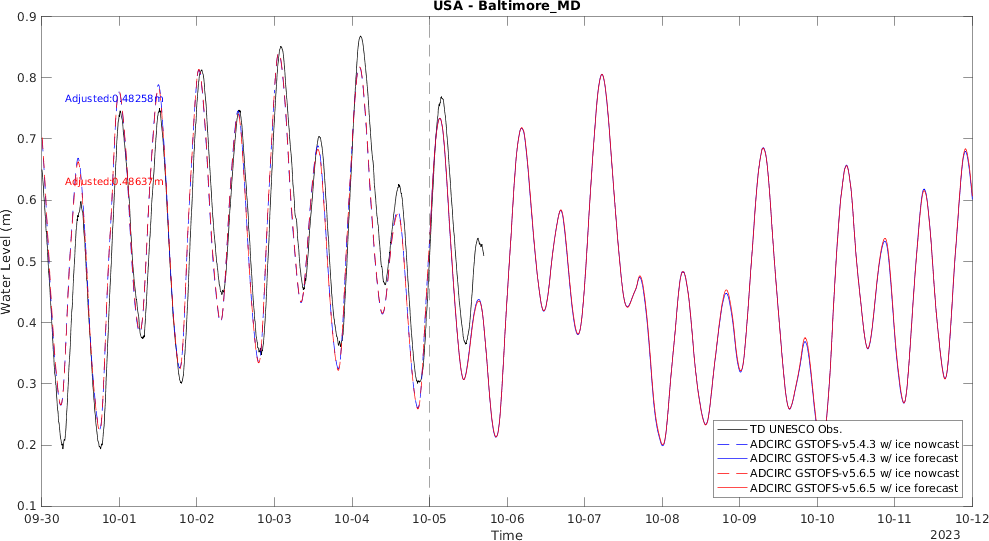 USA - Baltimore_MD
0.9
0.8
0.7
0.6
0.5
0.4
0.3
0.2
0.1
Water Level (m)
Adjusted:0.48258m
Adjusted:0.48637m
TD UNESCO Obs.
ADCIRC GSTOFS-v5.4.3 w/ ice nowcast
ADCIRC GSTOFS-v5.4.3 w/ ice forecast
ADCIRC GSTOFS-v5.6.5 w/ ice nowcast
ADCIRC GSTOFS-v5.6.5 w/ ice forecast
09-30 10-01 10-02 10-03 10-04 10-05 10-06 10-07 10-08 10-09 10-10 10-11 10-12
Time
2023